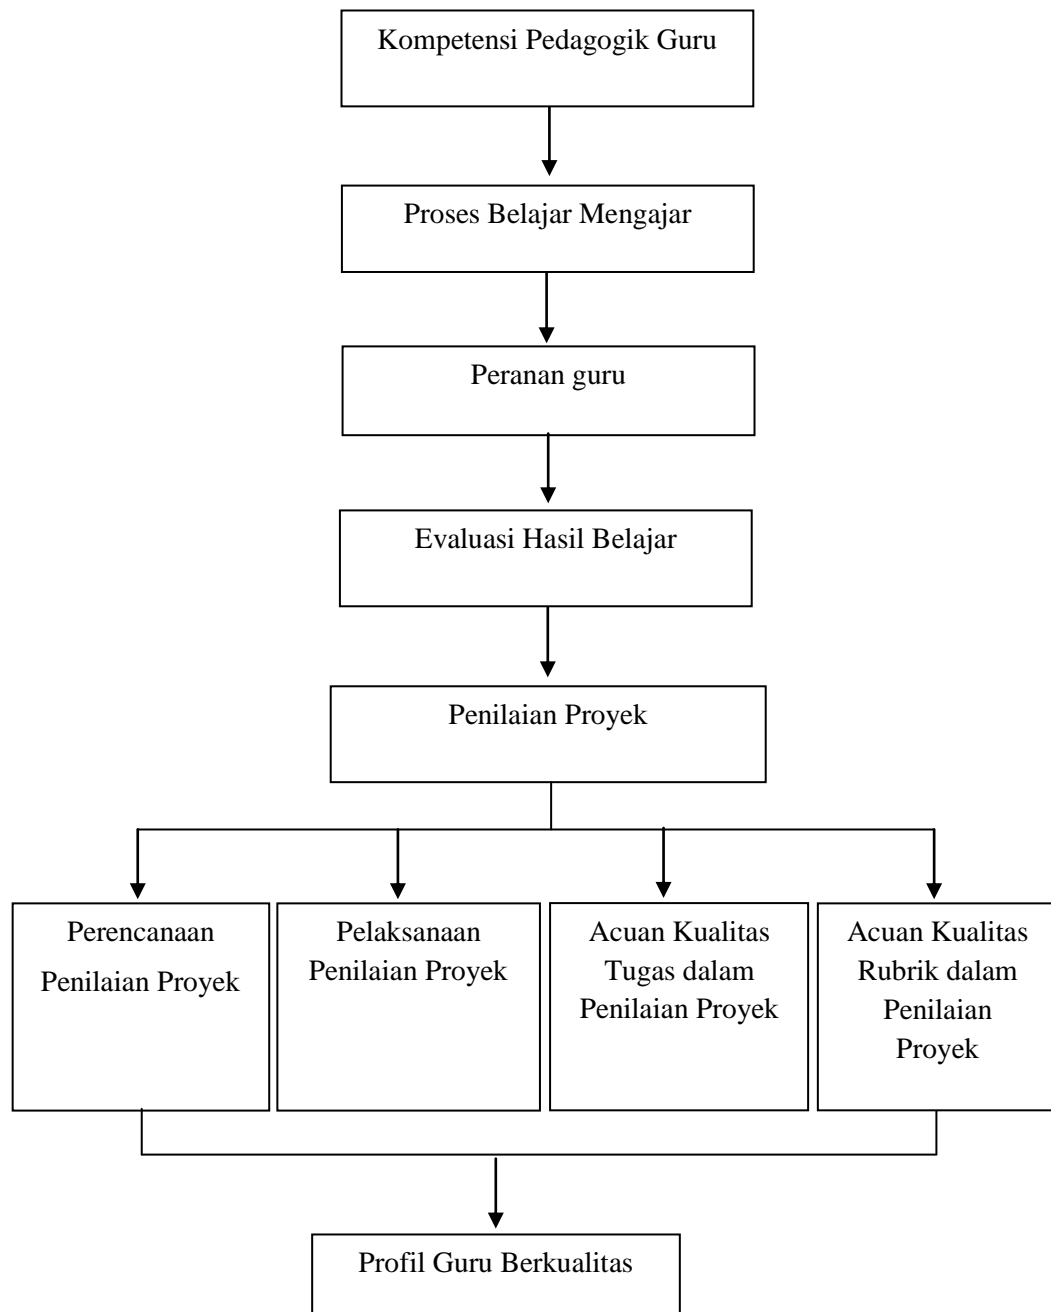 Kompetensi Pedagogik Guru
Proses Belajar Mengajar
Peranan guru
Evaluasi Hasil Belajar
Penilaian Proyek
Perencanaan
Penilaian Proyek
Pelaksanaan
Penilaian Proyek
Acuan Kualitas
Tugas dalam
Penilaian Proyek
Acuan Kualitas
Rubrik dalam
Penilaian
Proyek
Profil Guru Berkualitas